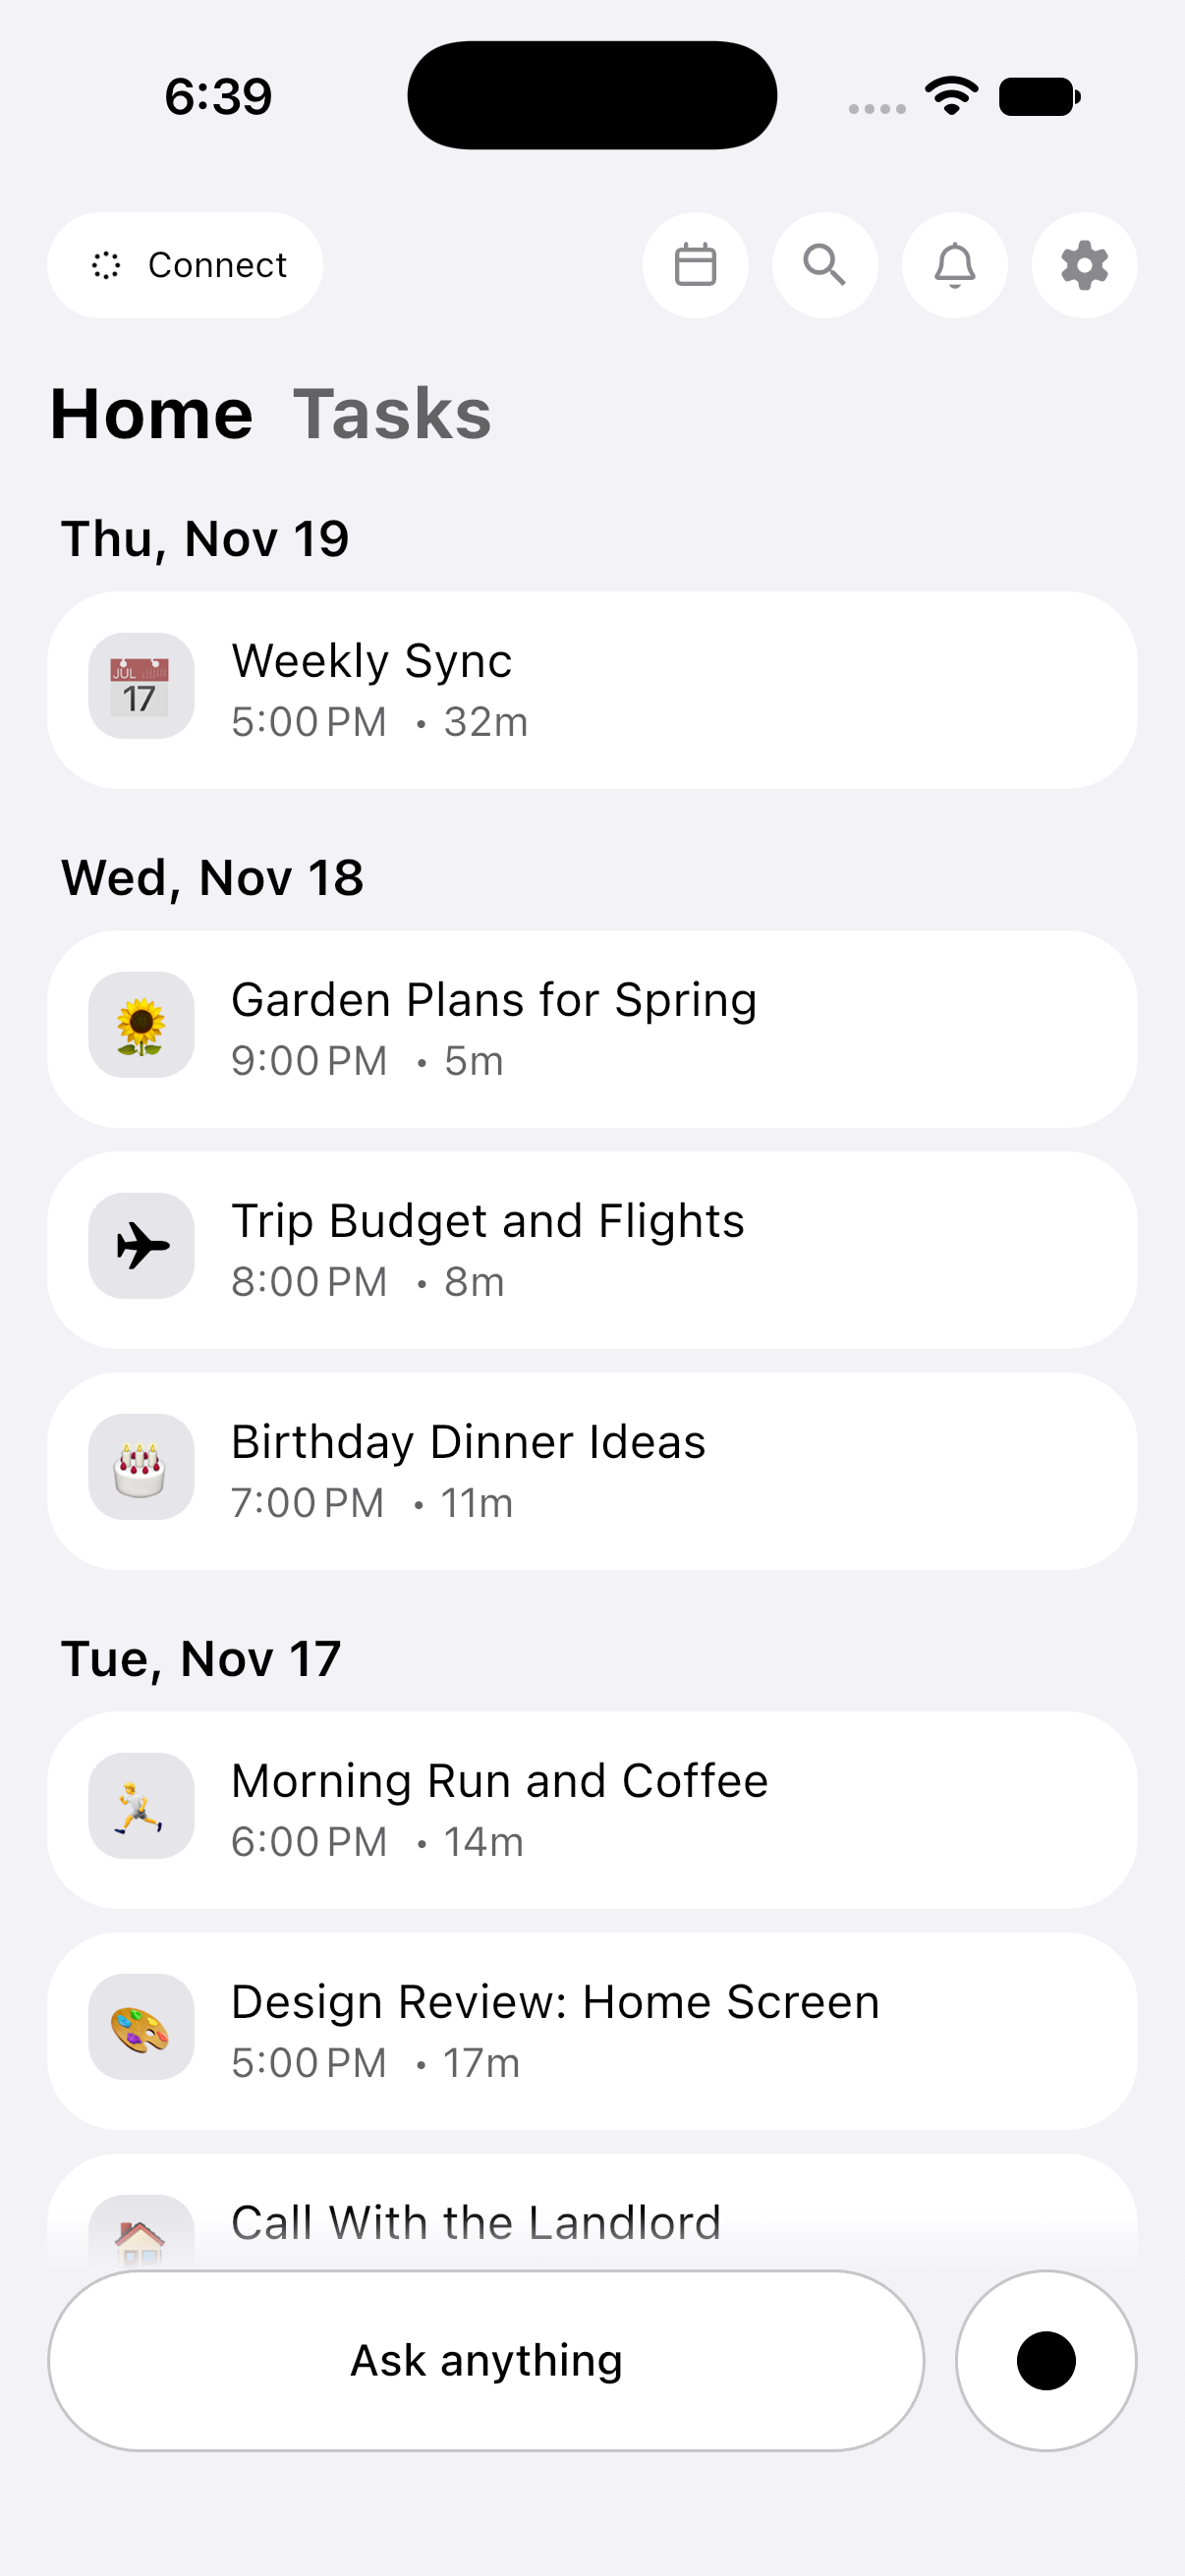 6:39
Connect
Home Tasks
Thu, Nov 19
JUL
17
Weekly Sync
5:00 PM • 32m
Wed, Nov 18
Garden Plans for Spring
9:00 PM • 5m
Trip Budget and Flights
8:00 PM • 8m
Birthday Dinner Ideas
7:00 PM • 11m
Tue, Nov 17
Morning Run and Coffee
6:00 PM • 14m
Design Review: Home Screen
5:00 PM • 17m
Call With the Landlord
Ask anything